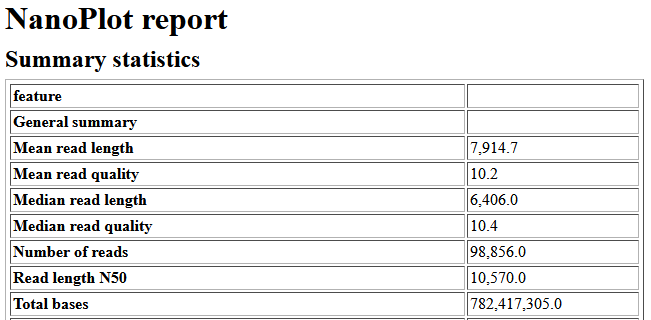 NanoPlot report
Summary statistics
feature
General summary
Mean read length 7,914.7
Mean read quality 10.2
Median read length 6,406.0
Median read quality 10.4
Number of reads 98,856.0
Read length N50 10,570.0
Total bases 782,417,305.0